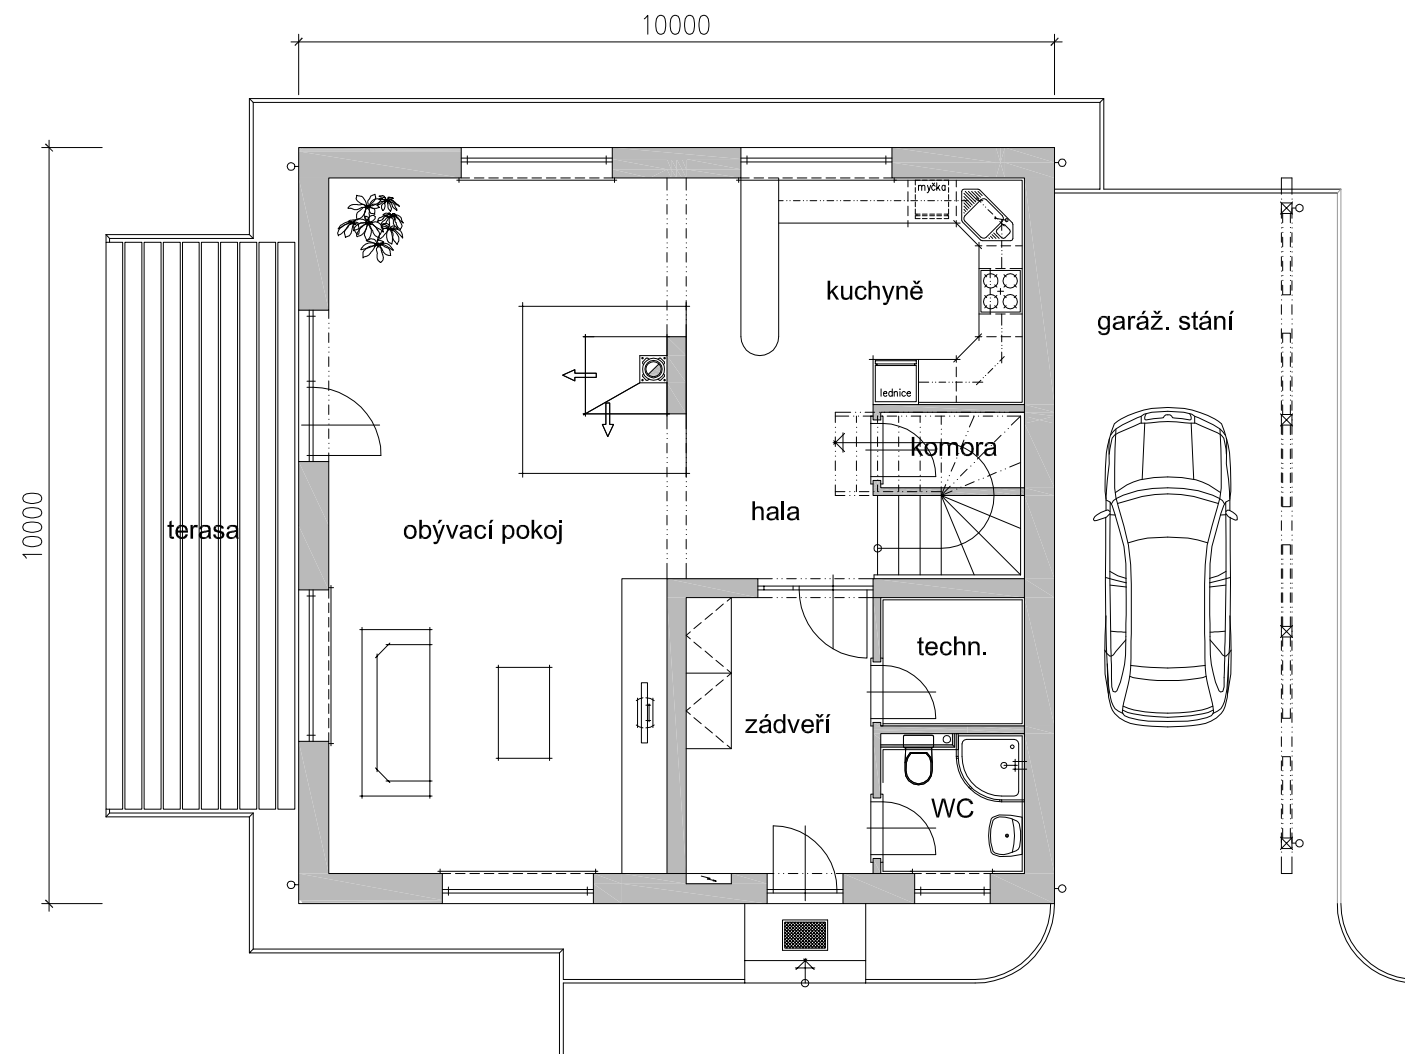 10000
myčka
kuchyně
garáž. stání
lednice
komora
10000
hala
terasa
obývací pokoj
techn.
zádveří
WC